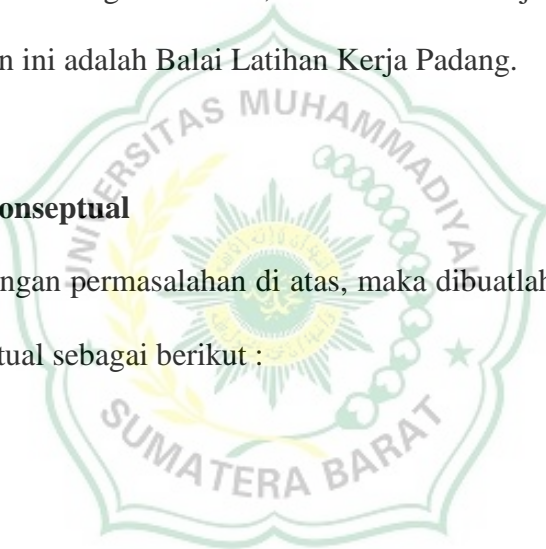 n ini adalah Balai Latihan Kerja Padang.
onseptual
ngan permasalahan di atas, maka dibuatlah
tual sebagai berikut :
UNIVERSITAS MUHAMMADIYAH
SUMATERA BARAT